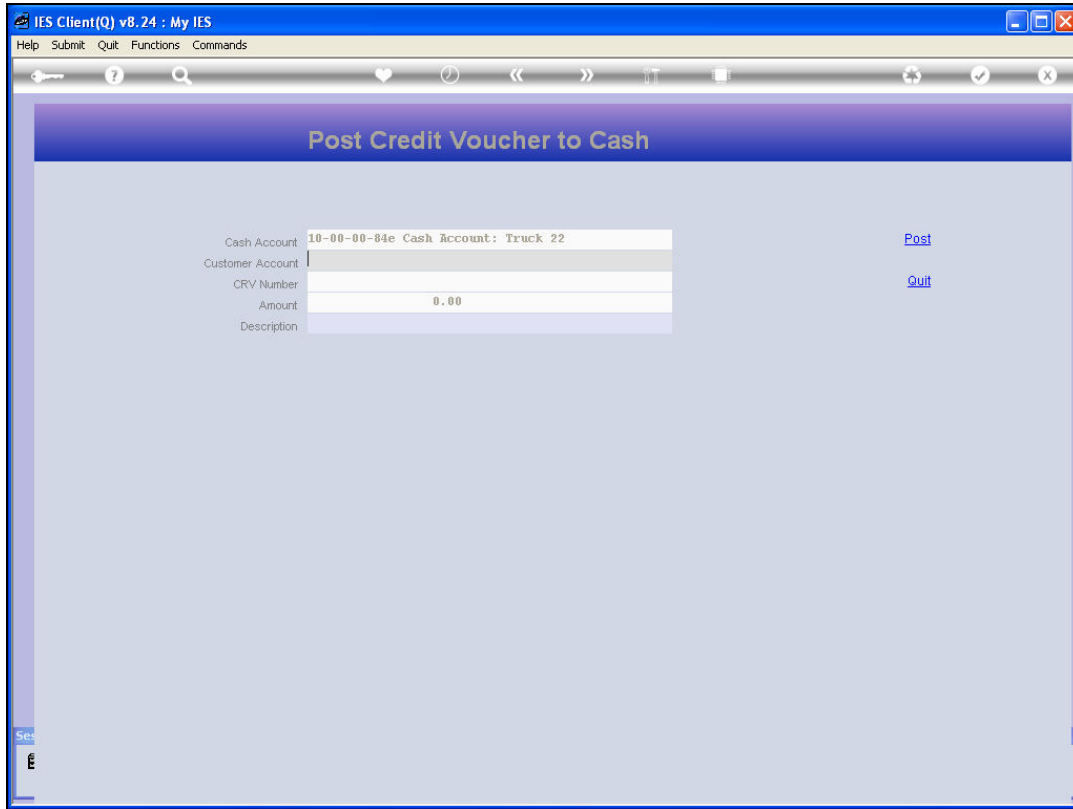 IES Client(Q) v8.24 : My IES
Help Submit Quit Functions Commands
Post Credit Voucher to Cash
Cash Account 10-00-00-84e Cash Account: Truck 22 Post
Customer Account
CRV Number Quit
Amount 0.00
Description
Ses